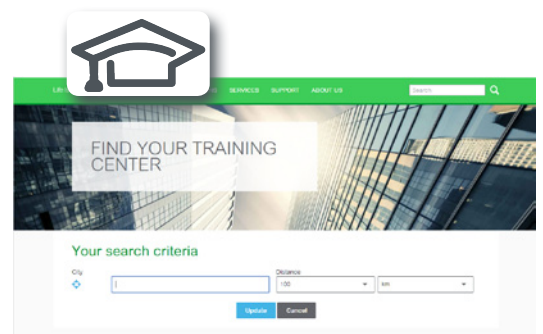 SERVICES SUPPORT ABOUT US Search
FIND YOUR TRAINING
CENTER
Your search criteria
City Distance
100 km
Update Cancel